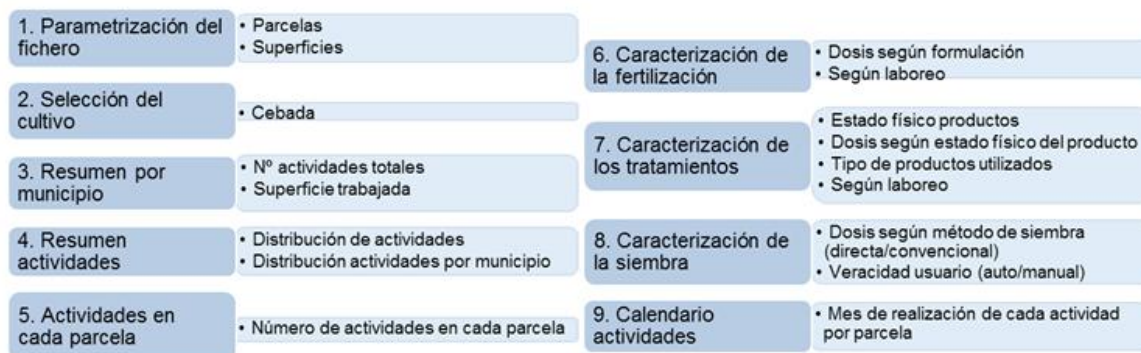 1. Parametrización del
fichero
• Parcelas
• Superficies
2. Selección del
cultivo
• Cebada
3. Resumen por
municipio
• Nº actividades totales
• Superficie trabajada
4. Resumen
actividades
• Distribución de actividades
• Distribución actividades por municipio
5. Actividades en
cada parcela
• Número de actividades en cada parcela
6. Caracterización de
la fertilización
• Dosis según formulación
• Según laboreo
7. Caracterización de
los tratamientos
• Estado físico productos
• Dosis según estado físico del producto
• Tipo de productos utilizados
• Según laboreo
8. Caracterización de
la siembra
• Dosis según método de siembra
(directa/convencional)
• Veracidad usuario (auto/manual)
9. Calendario
actividades
• Mes de realización de cada actividad
por parcela